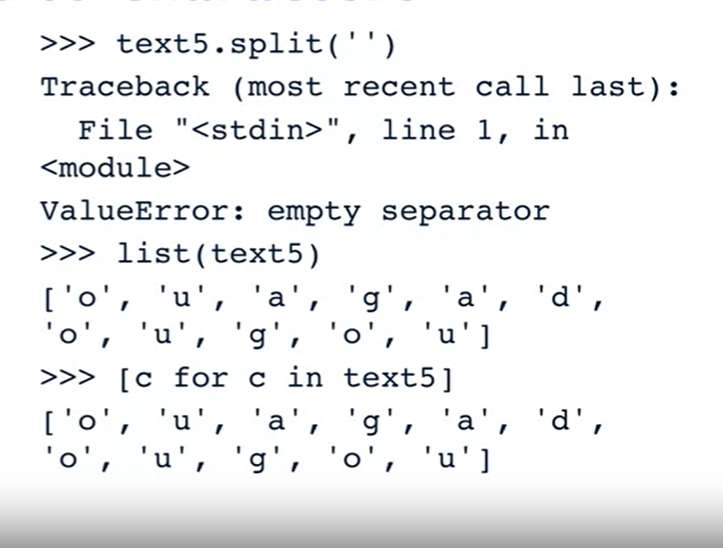 >>> text5.split('')
Traceback (most recent call last):
  File "<stdin>", line 1, in
<module>
ValueError: empty separator
>>> list(text5)
['o', 'u', 'a', 'g', 'a', 'd',
'o', 'u', 'g', 'o', 'u']
>>> [c for c in text5]
['o', 'u', 'a', 'g', 'a', 'd',
'o', 'u', 'g', 'o', 'u']